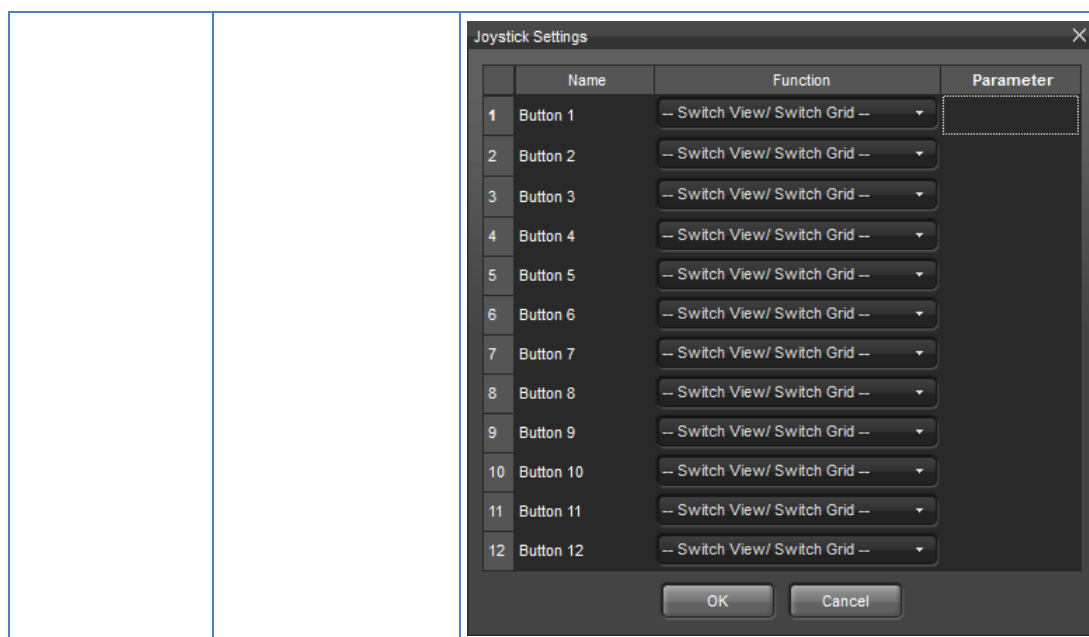 Joystick Settings
Name Function Parameter
1 Button 1 -- Switch View/ Switch Grid --
2 Button 2 -- Switch View/ Switch Grid --
3 Button 3 -- Switch View/ Switch Grid --
4 Button 4 -- Switch View/ Switch Grid --
5 Button 5 -- Switch View/ Switch Grid --
6 Button 6 -- Switch View/ Switch Grid --
7 Button 7 -- Switch View/ Switch Grid --
8 Button 8 -- Switch View/ Switch Grid --
9 Button 9 -- Switch View/ Switch Grid --
10 Button 10 -- Switch View/ Switch Grid --
11 Button 11 -- Switch View/ Switch Grid --
12 Button 12 -- Switch View/ Switch Grid --
OK Cancel